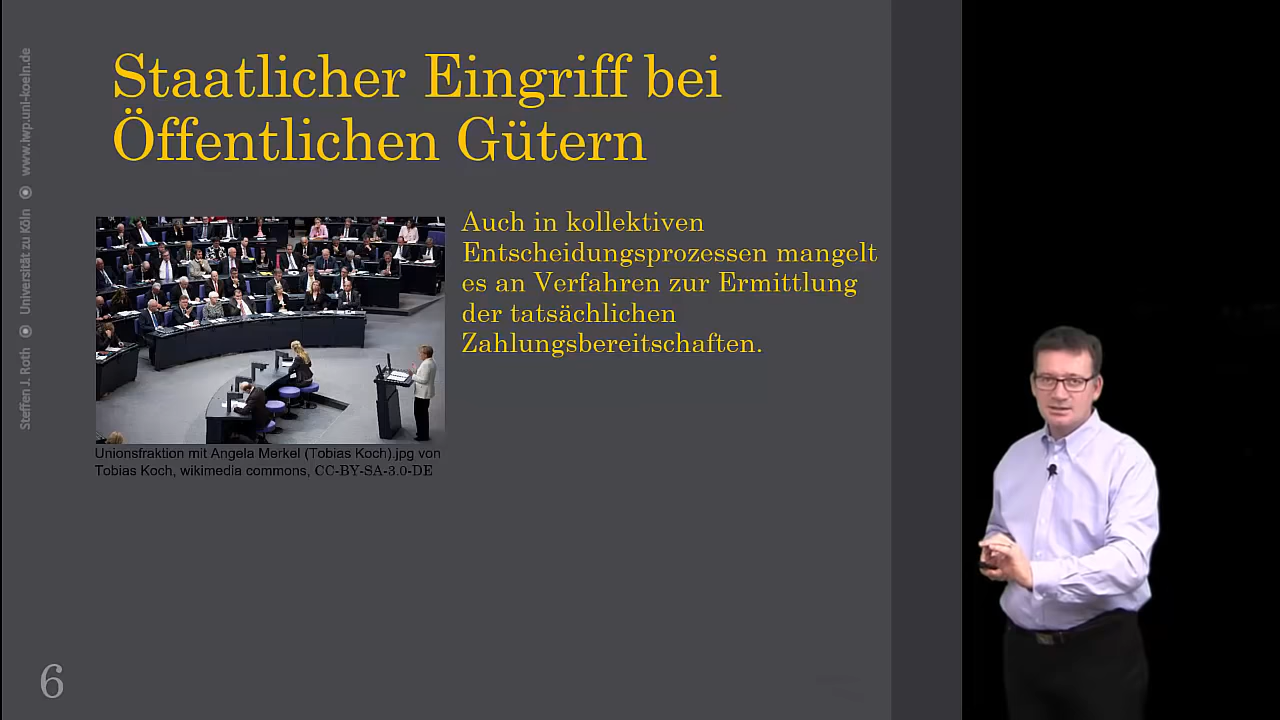 Staatlicher Eingriff bei
Öffentlichen Gütern
Auch in kollektiven
Entscheidungsprozessen mangelt
es an Verfahren zur Ermittlung
der tatsächlichen
Zahlungsbereitschaften.
Unionsfraktion mit Angela Merkel (Tobias Koch).jpg von
Tobias Koch, wikimedia commons, CC-BY-SA-3.0-DE
Steffen J. Roth ◉ Universität zu Köln ◉ www.iwp.uni-koeln.de
6